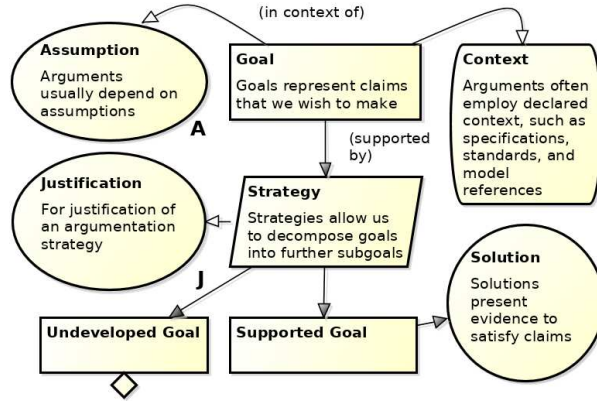 (in context of)
Assumption
Arguments
usually depend on
assumptions
A
Goal
Goals represent claims
that we wish to make
Context
Arguments often
employ declared
context, such as
specifications,
standards, and
model
references
(supported
by)
Justification
For justification of
an argumentation
strategy
J
Strategy
Strategies allow us
to decompose goals
into further subgoals
Solution
Solutions
present
evidence to
satisfy claims
Undeveloped Goal
Supported Goal